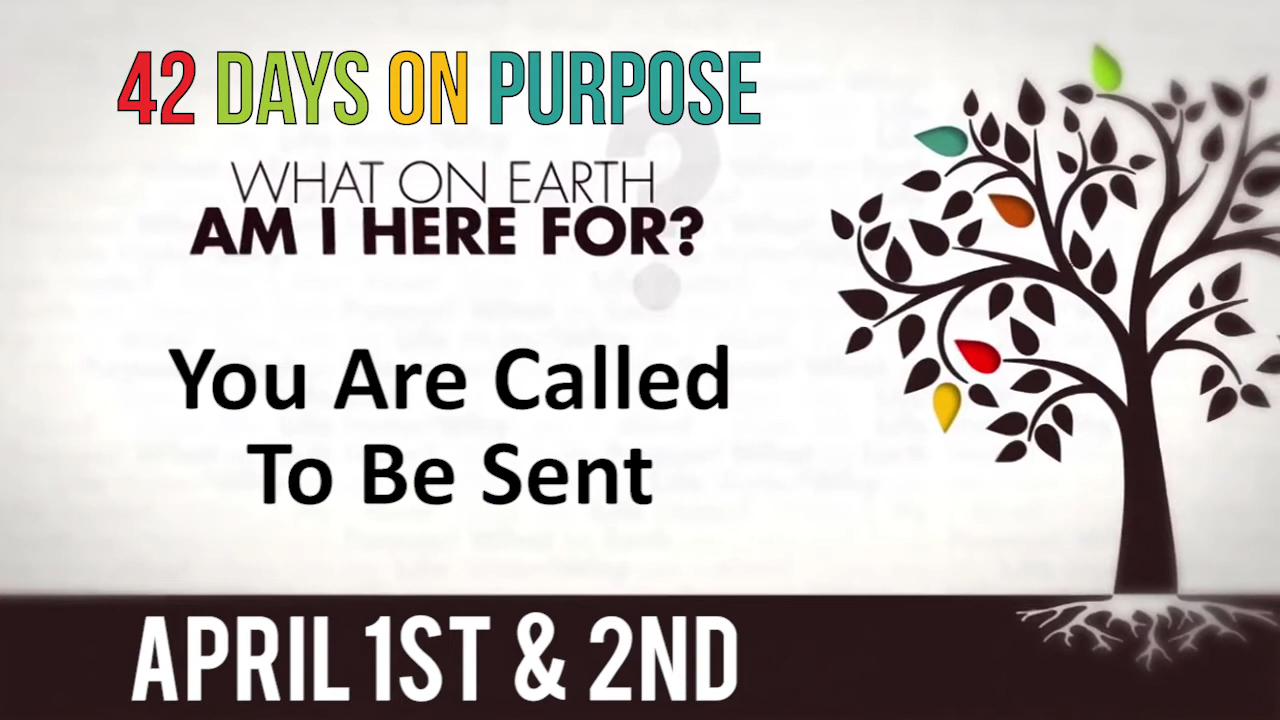 42 DAYS ON PURPOSE
WHAT ON EARTH
AM I HERE FOR?
You Are Called
To Be Sent
APRIL 1ST & 2ND